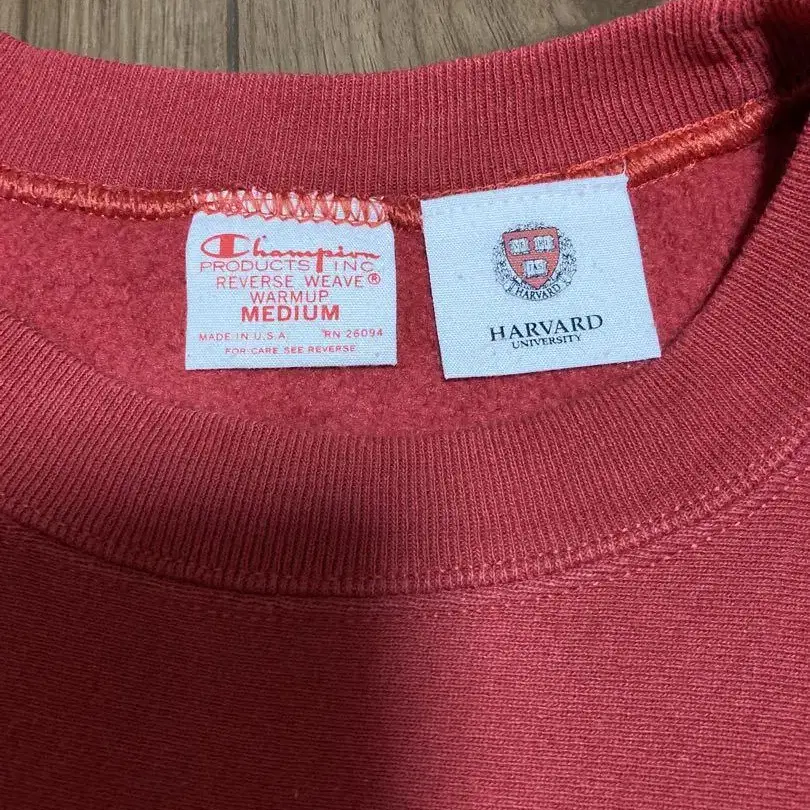 Champion
PRODUCTS INC
REVERSE WEAVE®
WARMUP
MEDIUM
MADE IN U.S.A. RN 26094
FOR CARE SEE REVERSE
VE RI
TAS
HARVARD
HARVARD
UNIVERSITY